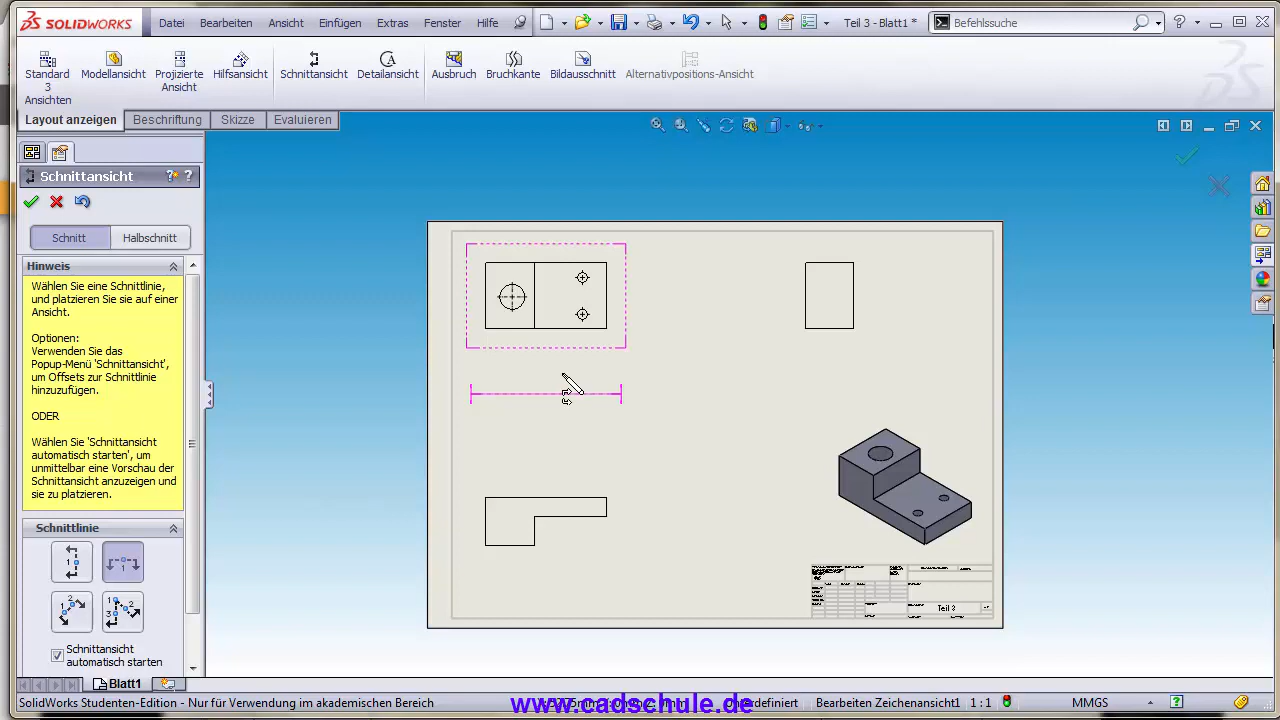 SOLIDWORKS
Datei Bearbeiten Ansicht Einfügen Extras Fenster Hilfe
Teil 3 - Blatt1 *
Befehlssuche
Standard
3
Ansichten
Modellansicht
Projizierte
Ansicht
Hilfsansicht
Schnittansicht
Detailansicht
Ausbruch
Bruchkante
Bildausschnitt
Alternativpositions-Ansicht
Layout anzeigen Beschriftung Skizze Evaluieren
Schnittansicht
Schnitt Halbschnitt
Hinweis
Wählen Sie eine Schnittlinie,
und platzieren Sie sie auf einer
Ansicht.
Optionen:
Verwenden Sie das
Popup-Menü 'Schnittansicht',
um Offsets zur Schnittlinie
hinzuzufügen.
ODER
Wählen Sie 'Schnittansicht
automatisch starten', um
unmittelbar eine Vorschau der
Schnittansicht anzuzeigen und
sie zu platzieren.
Schnittlinie
Schnittansicht
automatisch starten
Teil 3
Blatt1
SolidWorks Studenten-Edition - Nur für Verwendung im akademischen Bereich
www.cadschule.de
Bearbeiten Zeichenansicht1
1 : 1
MMGS